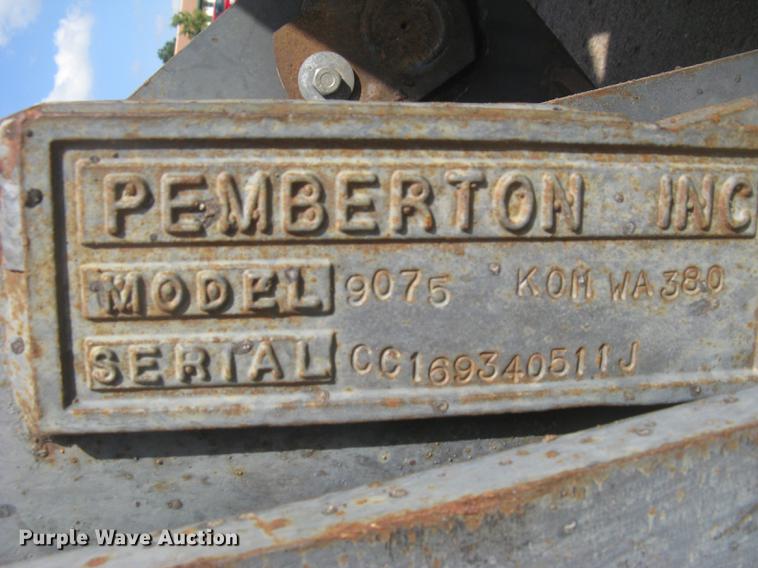 PEMBERTON INC
MODEL 9075 KOM WA380
SERIAL CC169340511J
Purple Wave Auction